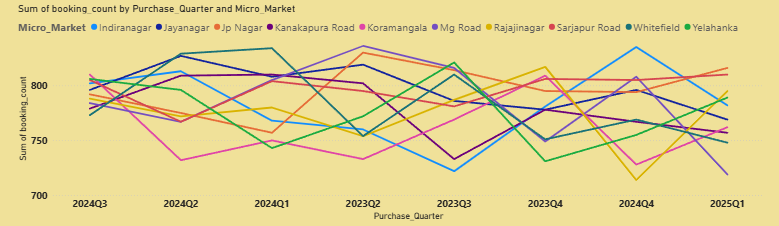 Sum of booking_count by Purchase_Quarter and Micro_Market
Micro_Market Indiranagar Jayanagar Jp Nagar Kanakapura Road Koramangala Mg Road Rajajinagar Sarjapur Road Whitefield Yelahanka
Sum of booking_count
800
750
700
2024Q3 2024Q2 2024Q1 2023Q2 2023Q3 2023Q4 2024Q4 2025Q1
Purchase_Quarter